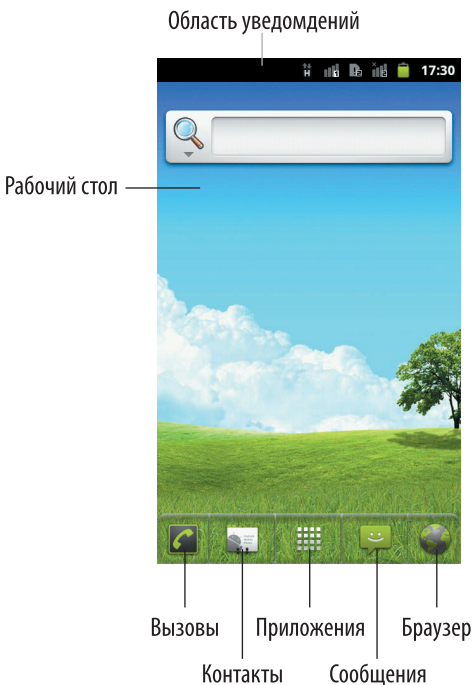 Область уведомдений
17:30
Рабочий стол
Вызовы
Приложения
Браузер
Контакты
Сообщения